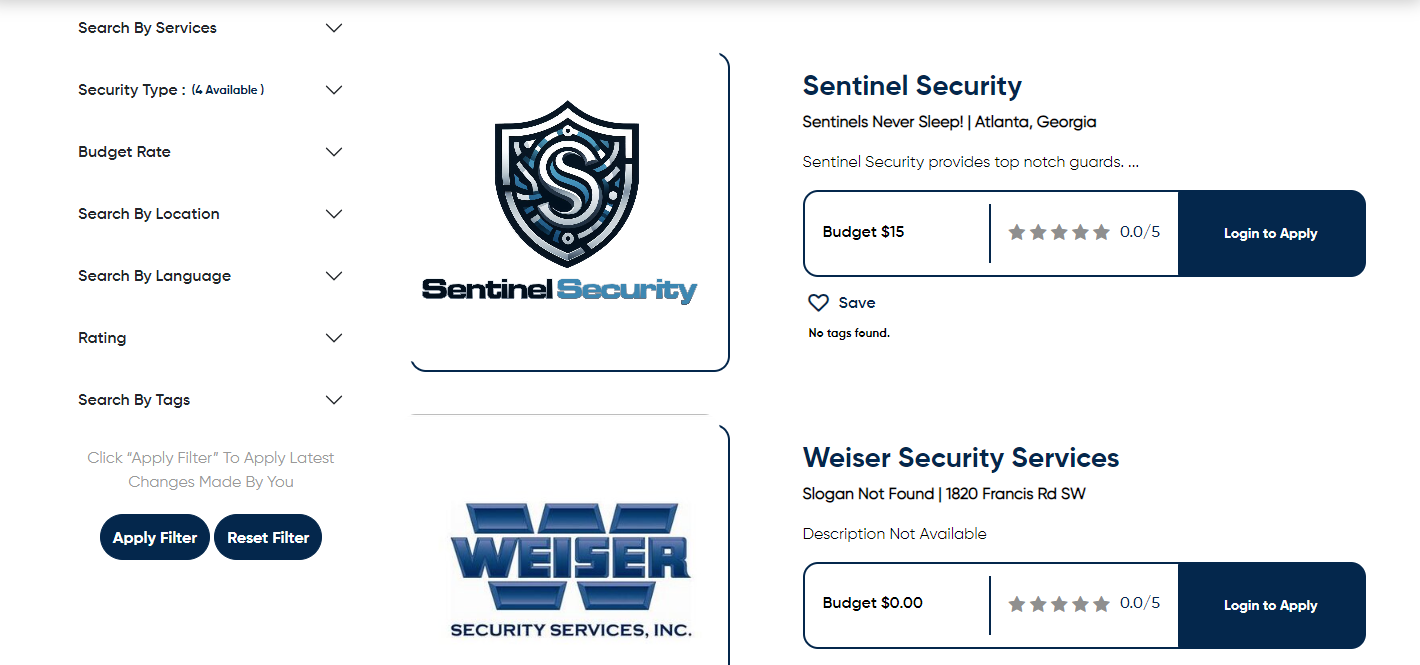 Search By Services
Security Type : (4 Available )
Budget Rate
Search By Location
Search By Language
Rating
Search By Tags
Click “Apply Filter” To Apply Latest
Changes Made By You
Apply Filter
Reset Filter
S
Sentinel Security
Sentinel Security
Sentinels Never Sleep! | Atlanta, Georgia
Sentinel Security provides top notch guards. ...
Budget $15
0.0/5
Login to Apply
Save
No tags found.
WEISER
SECURITY SERVICES, INC.
Weiser Security Services
Slogan Not Found | 1820 Francis Rd SW
Description Not Available
Budget $0.00
0.0/5
Login to Apply